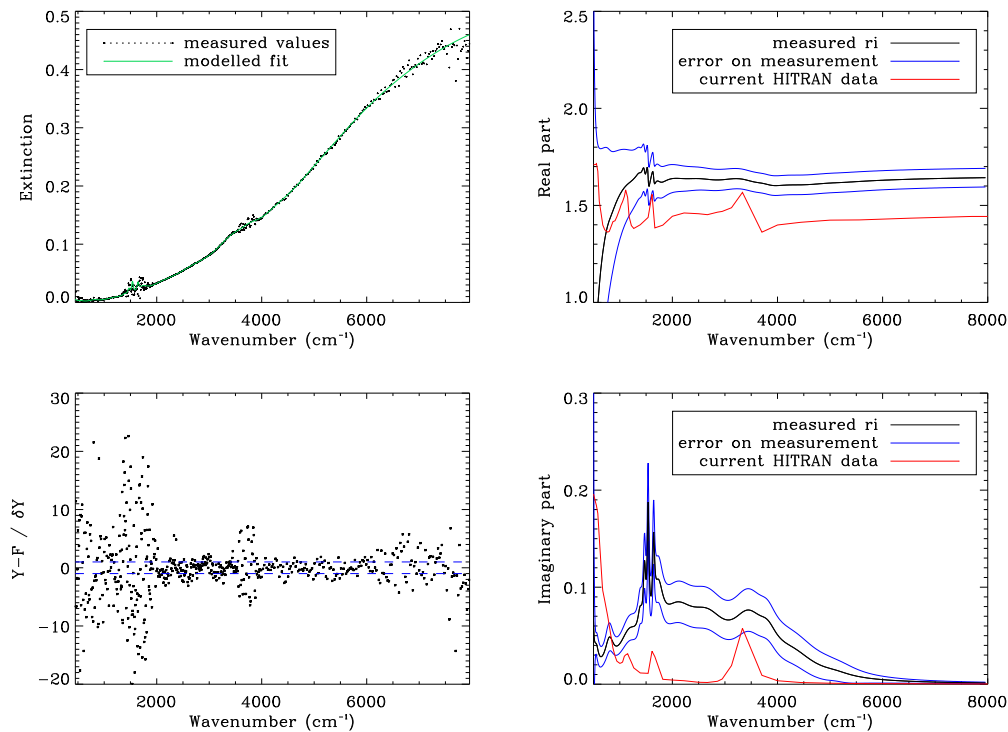 0.5
0.4
0.3
0.2
0.1
0.0
Extinction
measured values
modelled fit
2000 4000 6000
Wavenumber (cm⁻¹)
2.5
2.0
1.5
1.0
Real part
measured ri
error on measurement
current HITRAN data
2000 4000 6000 8000
Wavenumber (cm⁻¹)
30
20
10
0
-10
-20
Y-F / δY
2000 4000 6000
Wavenumber (cm⁻¹)
0.3
0.2
0.1
0.0
Imaginary part
measured ri
error on measurement
current HITRAN data
2000 4000 6000 8000
Wavenumber (cm⁻¹)